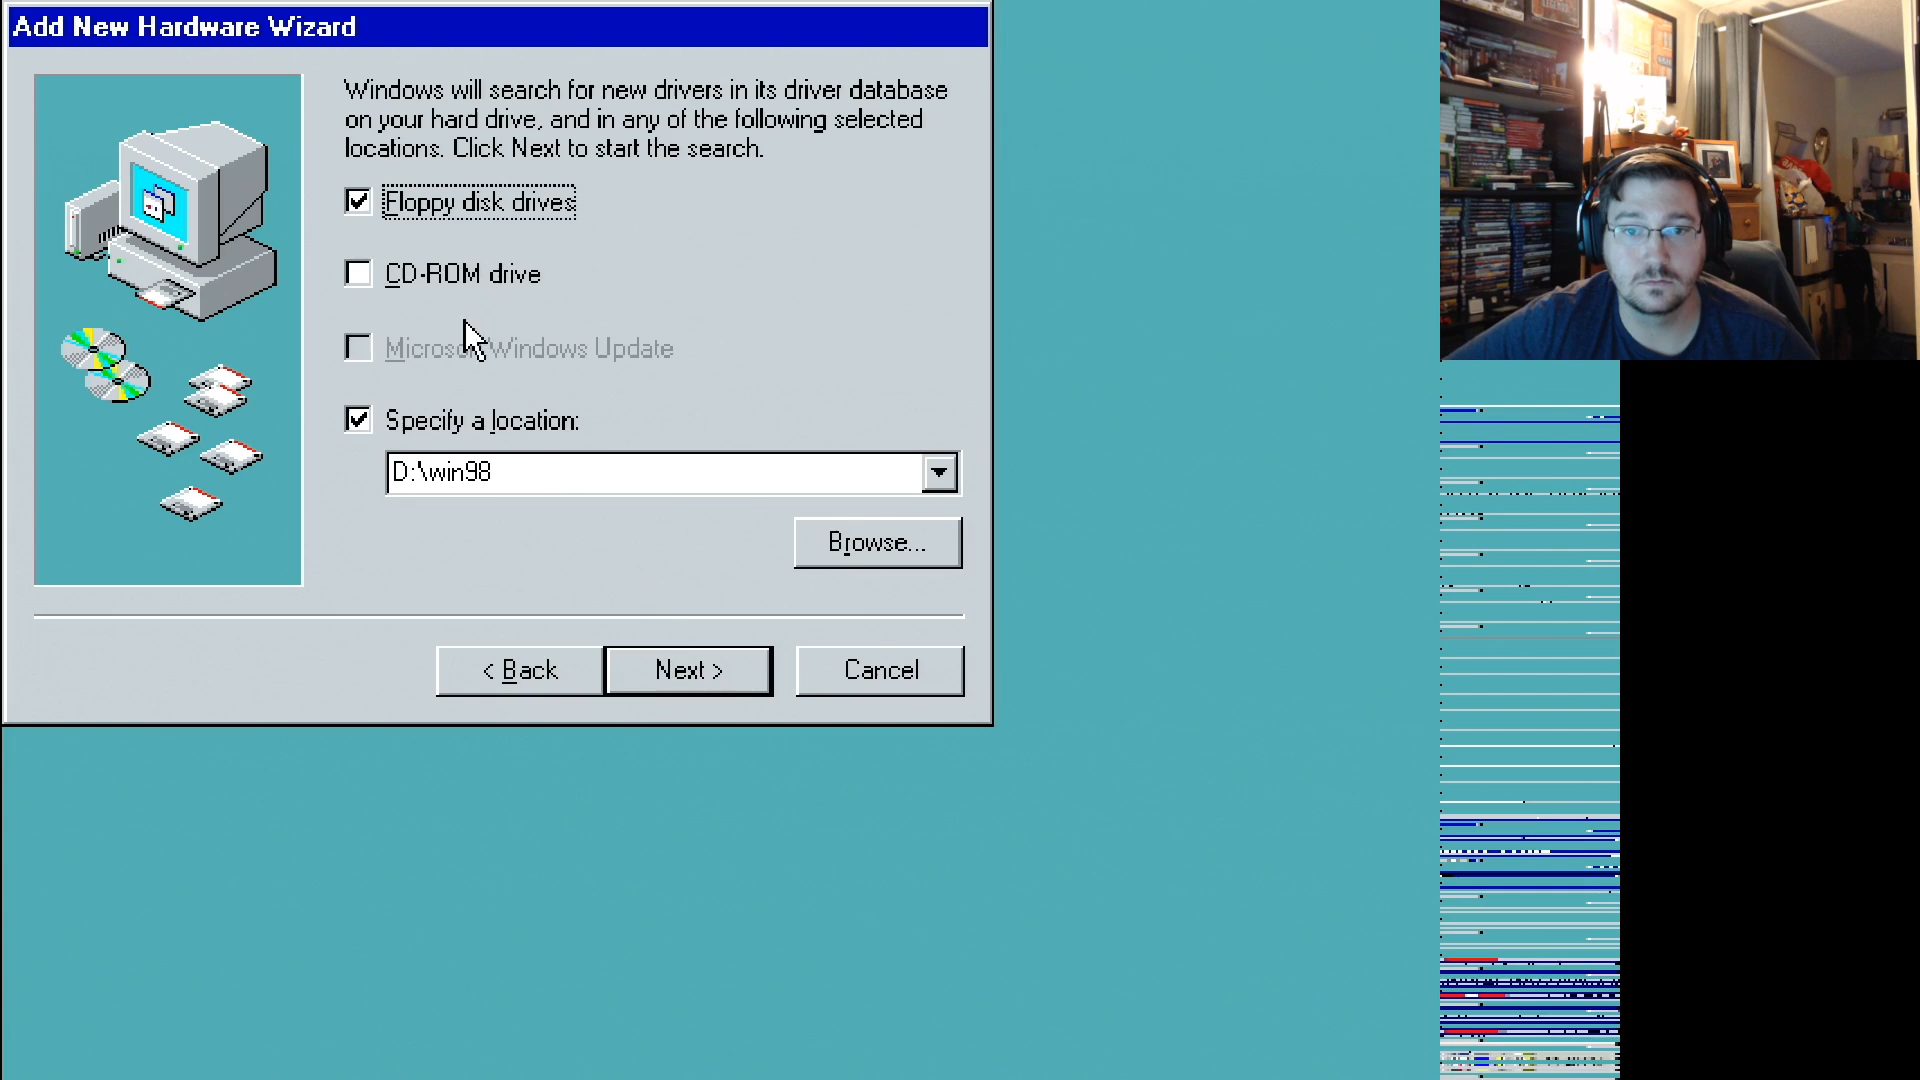 Add New Hardware Wizard
Windows will search for new drivers in its driver database
on your hard drive, and in any of the following selected
locations. Click Next to start the search.
Floppy disk drives
CD-ROM drive
Microsoft Windows Update
Specify a location:
D:\win98
Browse...
< Back
Next >
Cancel